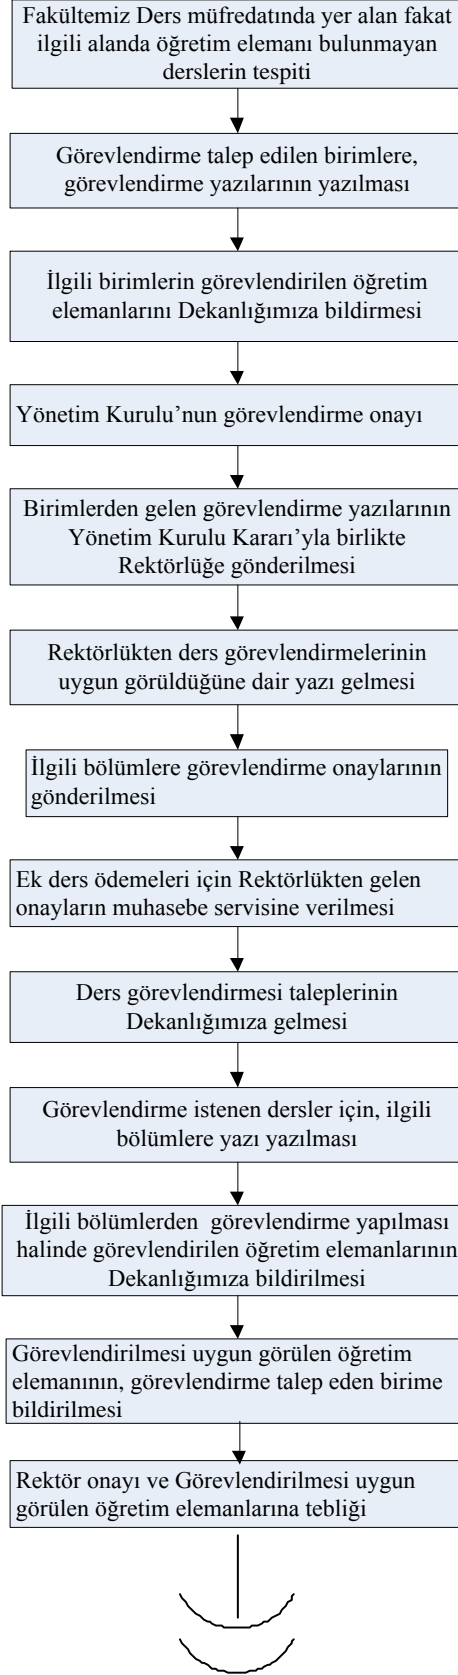 Fakültemiz Ders müfredatında yer alan fakat
ilgili alanda öğretim elemanı bulunmayan
derslerin tespiti
Görevlendirme talep edilen birimlere,
görevlendirme yazılarının yazılması
İlgili birimlerin görevlendirilen öğretim
elemanlarını Dekanlığımıza bildirmesi
Yönetim Kurulu’nun görevlendirme onayı
Birimlerden gelen görevlendirme yazılarının
Yönetim Kurulu Kararı’yla birlikte
Rektörlüğe gönderilmesi
Rektörlükten ders görevlendirmelerinin
uygun görüldüğüne dair yazı gelmesi
İlgili bölümlere görevlendirme onaylarının
gönderilmesi
Ek ders ödemeleri için Rektörlükten gelen
onayların muhasebe servisine verilmesi
Ders görevlendirmesi taleplerinin
Dekanlığımıza gelmesi
Görevlendirme istenen dersler için, ilgili
bölümlere yazı yazılması
İlgili bölümlerden görevlendirme yapılması
halinde görevlendirilen öğretim elemanlarının
Dekanlığımıza bildirilmesi
Görevlendirilmesi uygun görülen öğretim
elemanının, görevlendirme talep eden birime
bildirilmesi
Rektör onayı ve Görevlendirilmesi uygun
görülen öğretim elemanlarına tebliği